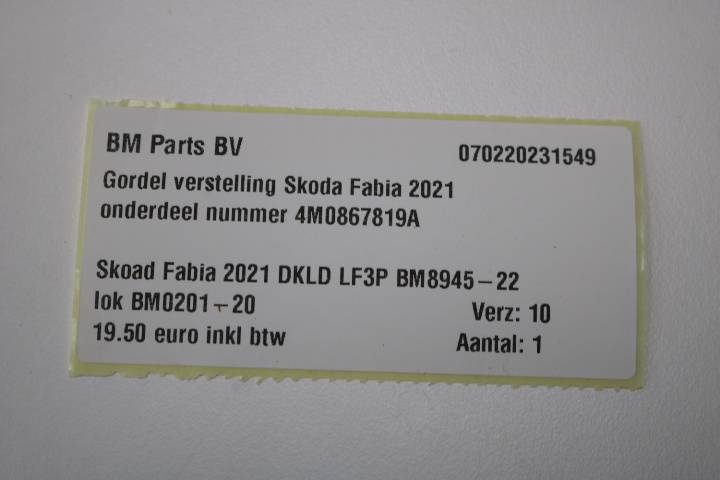 BM Parts BV 070220231549
Gordel verstelling Skoda Fabia 2021
onderdeel nummer 4M0867819A
Skoad Fabia 2021 DKLD LF3P BM8945-22
lok BM0201-20 Verz: 10
19.50 euro inkl btw Aantal: 1